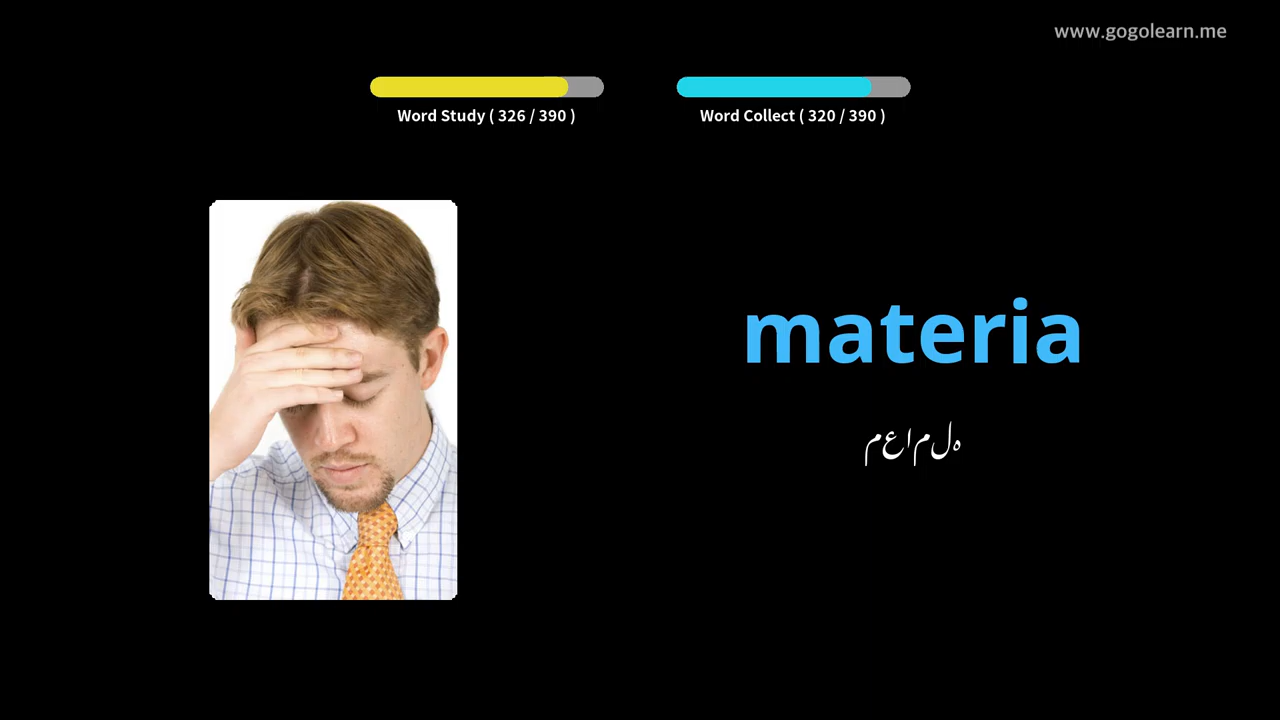 www.gogolearn.me
Word Study ( 326 / 390 )
Word Collect ( 320 / 390 )
materia
معاملہ